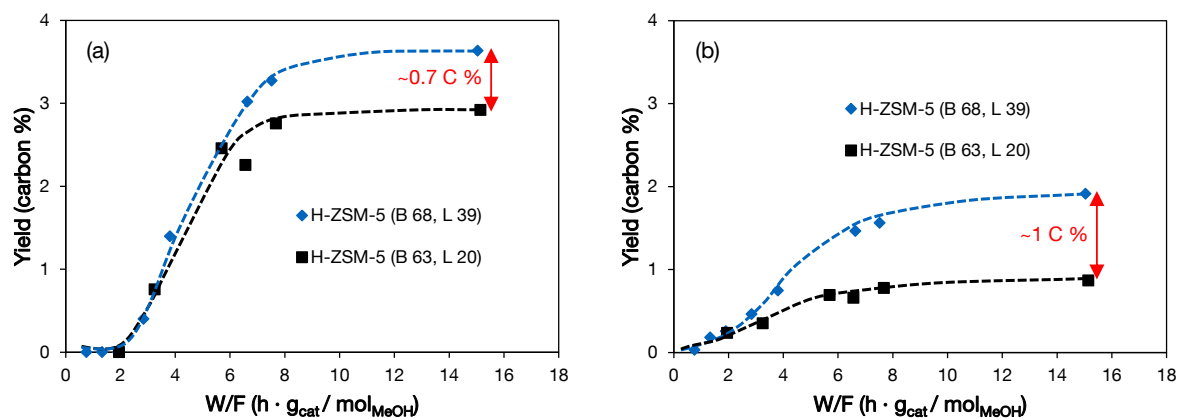 (a)
Yield (carbon %)
4
3
2
1
0
~0.7 C %
H-ZSM-5 (B 68, L 39)
H-ZSM-5 (B 63, L 20)
0 2 4 6 8 10 12 14 16 18
W/F (h · gcat / molMeOH)
(b)
Yield (carbon %)
4
3
2
1
0
H-ZSM-5 (B 68, L 39)
H-ZSM-5 (B 63, L 20)
~1 C %
0 2 4 6 8 10 12 14 16 18
W/F (h · gcat / molMeOH)